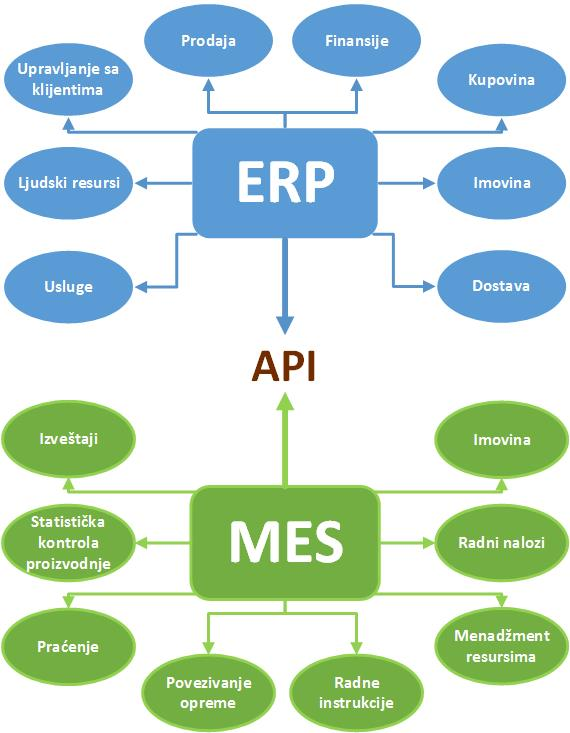 Prodaja
Finansije
Upravljanje sa
klijentima
Kupovina
ERP
Ljudski resursi
Imovina
Usluge
Dostava
API
Izveštaji
Imovina
MES
Statistička
kontrola
proizvodnje
Radni nalozi
Praćenje
Menadžment
resursima
Povezivanje
opreme
Radne
instrukcije